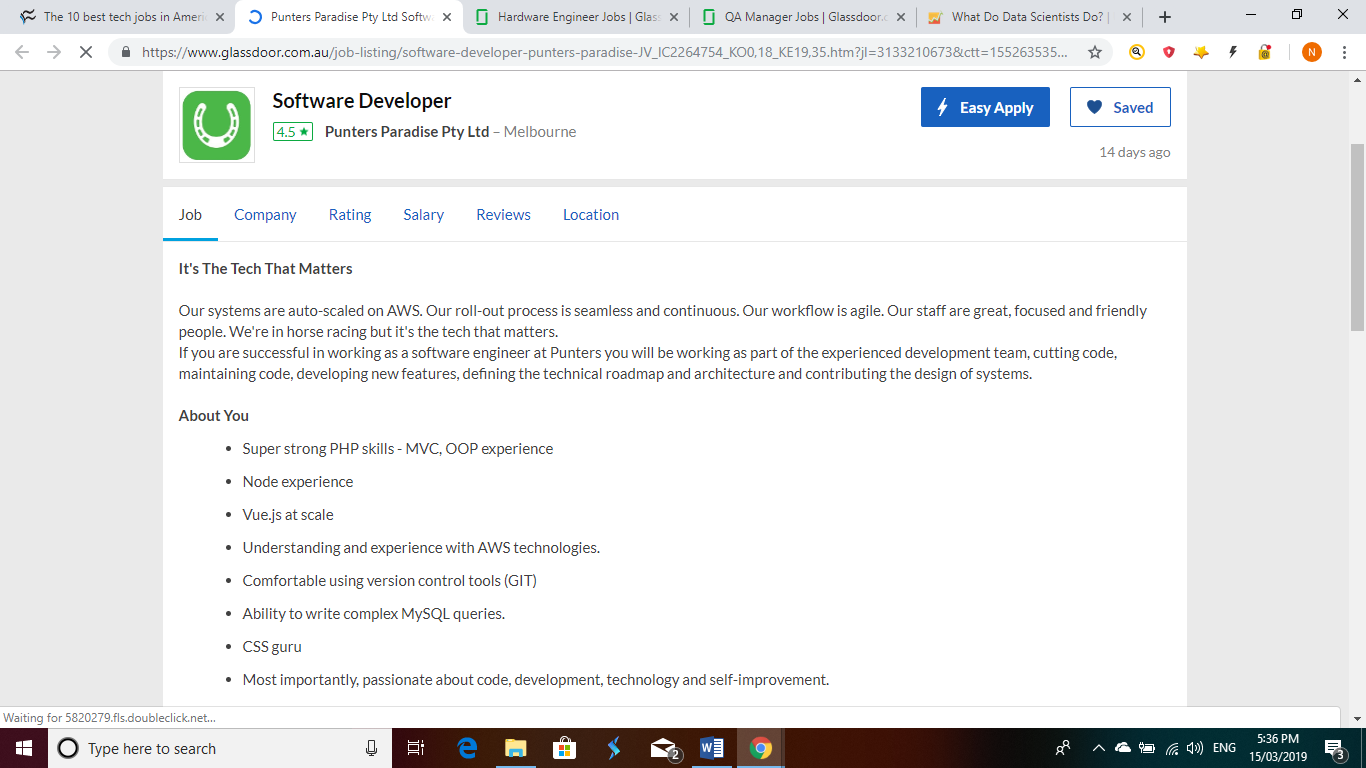 The 10 best tech jobs in Ameri
Punters Paradise Pty Ltd Softwa
Hardware Engineer Jobs | Glass
QA Manager Jobs | Glassdoor.c
What Do Data Scientists Do? |
https://www.glassdoor.com.au/job-listing/software-developer-punters-paradise-JV_IC2264754_KO0,18_KE19,35.htm?jl=3133210673&ctt=155263535...
N
Software Developer
4.5 ★ Punters Paradise Pty Ltd – Melbourne
Easy Apply
Saved
14 days ago
Job Company Rating Salary Reviews Location
It's The Tech That Matters
Our systems are auto-scaled on AWS. Our roll-out process is seamless and continuous. Our workflow is agile. Our staff are great, focused and friendly
people. We're in horse racing but it's the tech that matters.
If you are successful in working as a software engineer at Punters you will be working as part of the experienced development team, cutting code,
maintaining code, developing new features, defining the technical roadmap and architecture and contributing the design of systems.
About You
• Super strong PHP skills - MVC, OOP experience
• Node experience
• Vue.js at scale
• Understanding and experience with AWS technologies.
• Comfortable using version control tools (GIT)
• Ability to write complex MySQL queries.
• CSS guru
• Most importantly, passionate about code, development, technology and self-improvement.
Waiting for 5820279.fls.doubleclick.net...
Type here to search
2
ENG
5:36 PM
15/03/2019
3